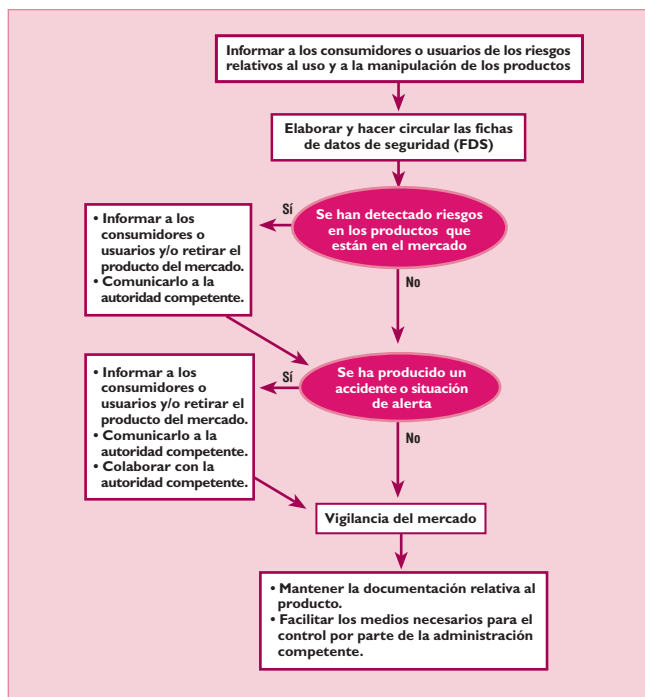 Informar a los consumidores o usuarios de los riesgos
relativos al uso y a la manipulación de los productos
Elaborar y hacer circular las fichas
de datos de seguridad (FDS)
Se han detectado riesgos
en los productos que
están en el mercado
Sí
• Informar a los
consumidores o
usuarios y/o retirar el
producto del mercado.
• Comunicarlo a la
autoridad competente.
No
Se ha producido un
accidente o situación
de alerta
Sí
• Informar a los
consumidores o
usuarios y/o retirar el
producto del mercado.
• Comunicarlo a la
autoridad competente.
• Colaborar con la
autoridad competente.
No
Vigilancia del mercado
• Mantener la documentación relativa al
producto.
• Facilitar los medios necesarios para el
control por parte de la administración
competente.